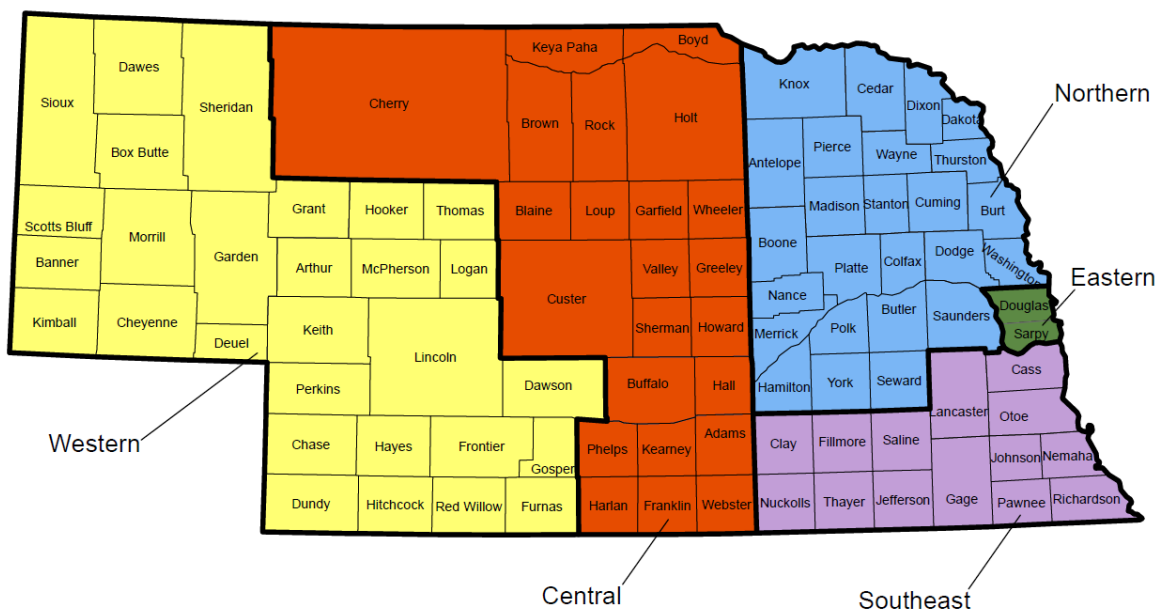 Boyd
Keya Paha
Dawes
Knox
Cedar
Northern
Sioux
Sheridan
Cherry
Dixon
Dakota
Holt
Brown
Rock
Box Butte
Pierce
Wayne
Thurston
Antelope
Grant
Hooker
Thomas
Blaine
Loup
Garfield
Wheeler
Madison
Stanton
Cuming
Burt
Scotts Bluff
Morrill
Garden
Boone
Banner
Arthur
McPherson
Logan
Valley
Greeley
Platte
Colfax
Dodge
Washington
Eastern
Custer
Nance
Douglas
Kimball
Cheyenne
Keith
Butler
Saunders
Deuel
Lincoln
Sherman
Howard
Merrick
Polk
Sarpy
Perkins
Dawson
Buffalo
Hall
Hamilton
York
Seward
Cass
Lancaster
Otoe
Western
Chase
Hayes
Frontier
Gosper
Phelps
Kearney
Adams
Clay
Fillmore
Saline
Johnson
Nemaha
Dundy
Hitchcock
Red Willow
Furnas
Harlan
Franklin
Webster
Nuckolls
Thayer
Jefferson
Gage
Pawnee
Richardson
Central
Southeast